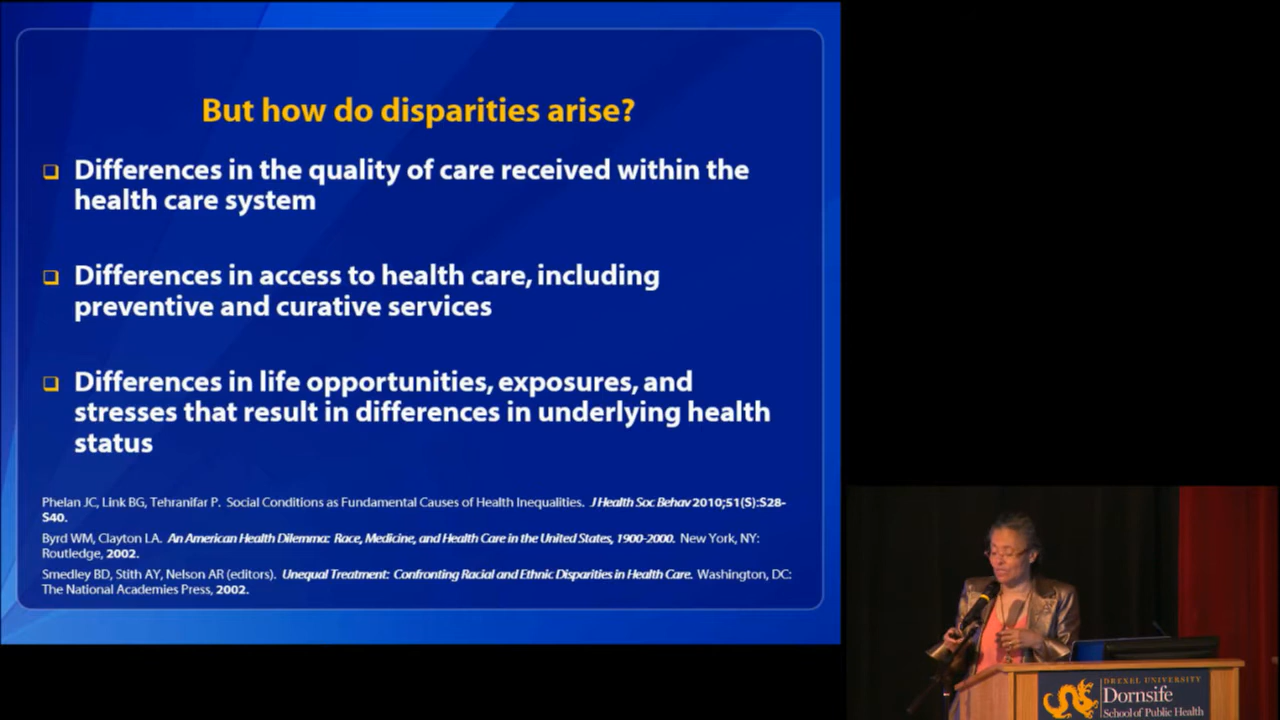 But how do disparities arise?
Differences in the quality of care received within the
health care system
Differences in access to health care, including
preventive and curative services
Differences in life opportunities, exposures, and
stresses that result in differences in underlying health
status
Phelan JC, Link BG, Tehranifar P. Social Conditions as Fundamental Causes of Health Inequalities. J Health Soc Behav 2010;51(S):S28-
S40.
Byrd WM, Clayton LA. An American Health Dilemma: Race, Medicine, and Health Care in the United States, 1900-2000. New York, NY:
Routledge, 2002.
Smedley BD, Stith AY, Nelson AR (editors). Unequal Treatment: Confronting Racial and Ethnic Disparities in Health Care. Washington, DC:
The National Academies Press, 2002.
DREXEL UNIVERSITY
Dornsife
School of Public Health